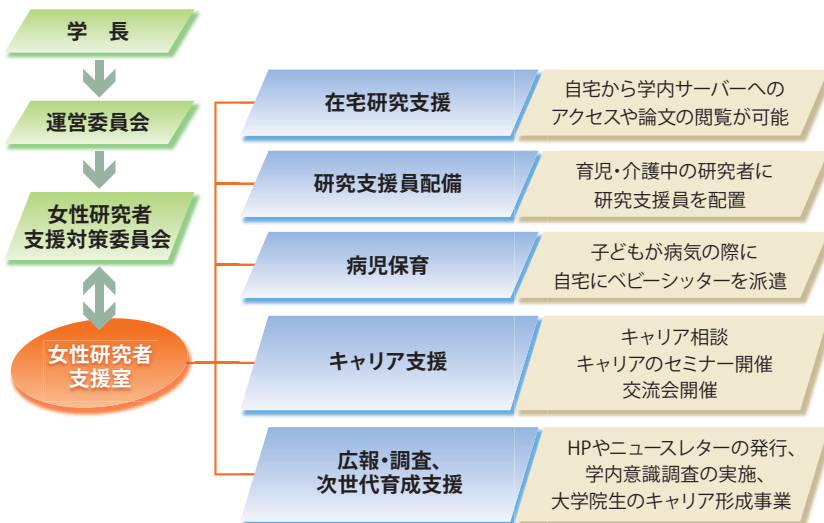 学　長
運営委員会
女性研究者
支援対策委員会
女性研究者
支援室
在宅研究支援
自宅から学内サーバーへの
アクセスや論文の閲覧が可能
研究支援員配備
育児・介護中の研究者に
研究支援員を配置
病児保育
子どもが病気の際に
自宅にベビーシッターを派遣
キャリア支援
キャリア相談
キャリアのセミナー開催
交流会開催
広報・調査、
次世代育成支援
HPやニュースレターの発行、
学内意識調査の実施、
大学院生のキャリア形成事業